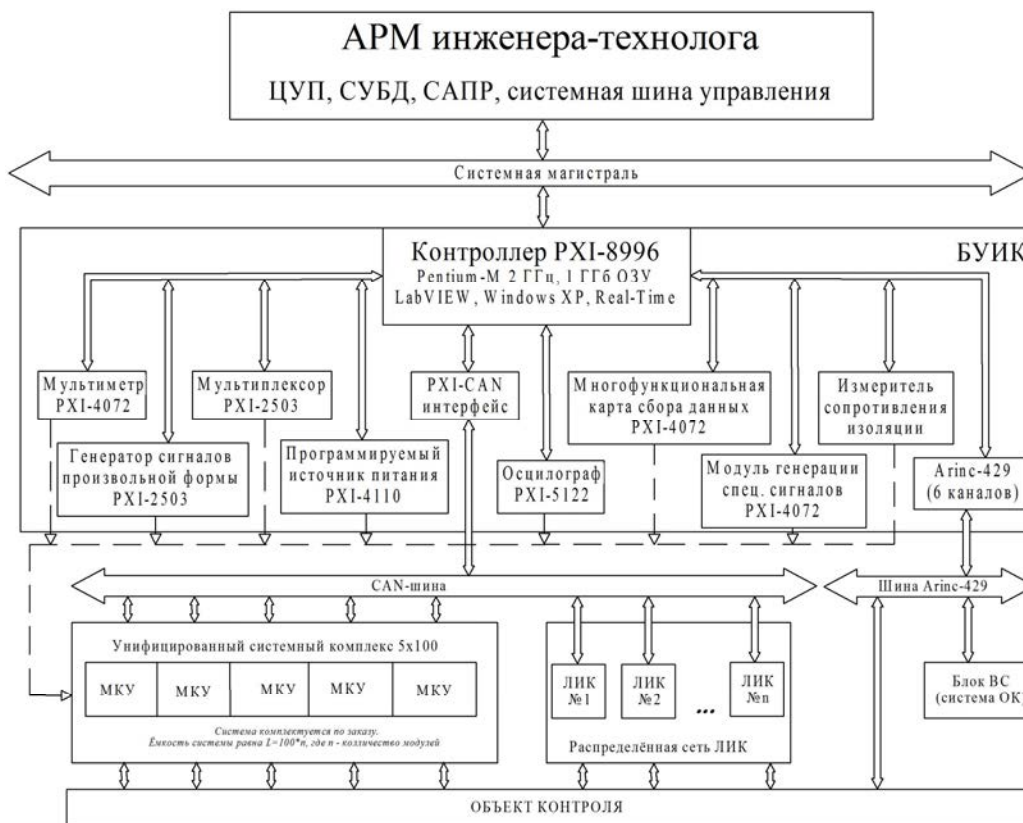 АРМ инженера-технолога
ЦУП, СУБД, САПР, системная шина управления
Системная магистраль
БУИК
Контроллер PXI-8996
Pentium-M 2 ГГц, 1 ГГб ОЗУ
LabVIEW, Windows XP, Real-Time
Мультиметр
PXI-4072
Мультиплексор
PXI-2503
PXI-CAN
интерфейс
Многофункциональная
карта сбора данных
PXI-4072
Измеритель
сопротивления
изоляции
Генератор сигналов
произвольной формы
PXI-2503
Программируемый
источник питания
PXI-4110
Осцилограф
PXI-5122
Модуль генерации
спец. сигналов
PXI-4072
Arinc-429
(6 каналов)
CAN-шина
Шина Arinc-429
Унифицированный системный комплекс 5x100
МКУ
МКУ
МКУ
МКУ
МКУ
Система комплектуется по заказу.
Ёмкость системы равна L=100*n, где n - колличество модулей
ЛИК
№1
ЛИК
№2
...
ЛИК
№n
Распределённая сеть ЛИК
Блок ВС
(система ОК)
ОБЪЕКТ КОНТРОЛЯ